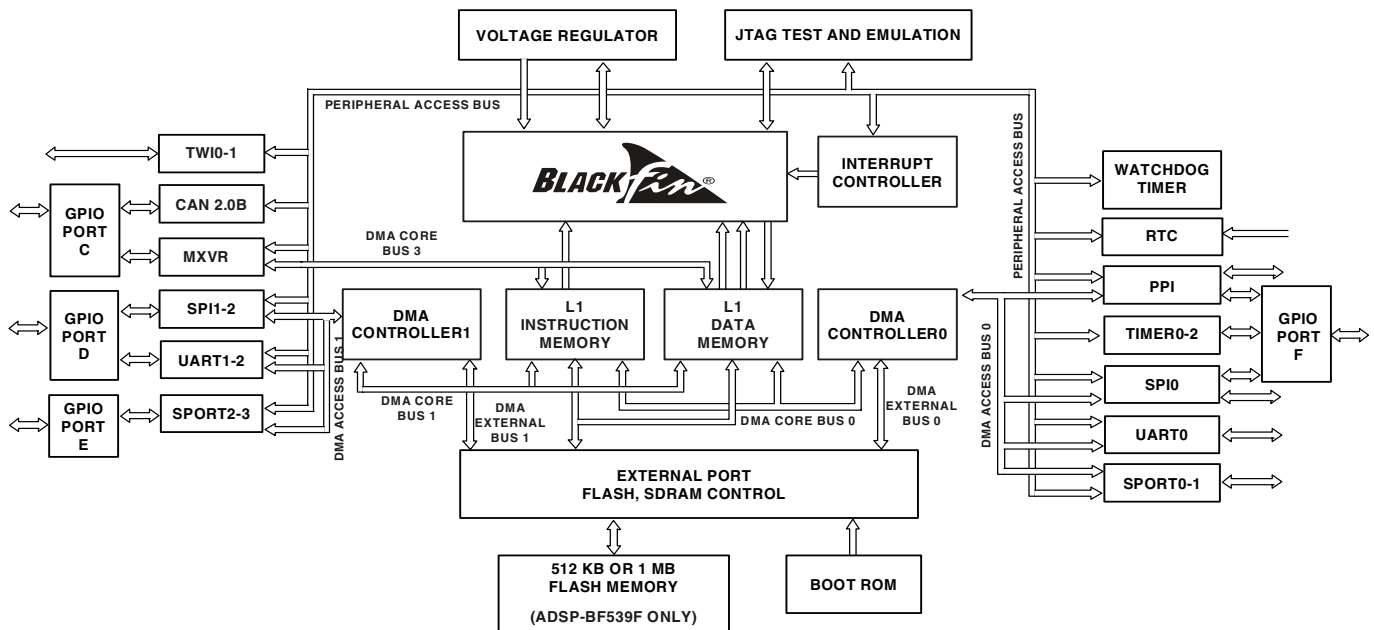 VOLTAGE REGULATOR
JTAG TEST AND EMULATION
PERIPHERAL ACCESS BUS
TWI0-1
CAN 2.0B
MXVR
GPIO
PORT
C
SPI1-2
UART1-2
GPIO
PORT
D
SPORT2-3
GPIO
PORT
E
BLACKfin®
INTERRUPT
CONTROLLER
DMA CORE
BUS 3
DMA
CONTROLLER1
L1
INSTRUCTION
MEMORY
L1
DATA
MEMORY
DMA
CONTROLLER0
DMA ACCESS BUS 1
DMA CORE
BUS 1
DMA
EXTERNAL
BUS 1
DMA CORE BUS 0
DMA
EXTERNAL
BUS 0
DMA ACCESS BUS 0
PERIPHERAL ACCESS BUS
WATCHDOG
TIMER
RTC
PPI
TIMER0-2
SPI0
UART0
SPORT0-1
GPIO
PORT
F
EXTERNAL PORT
FLASH, SDRAM CONTROL
512 KB OR 1 MB
FLASH MEMORY
(ADSP-BF539F ONLY)
BOOT ROM